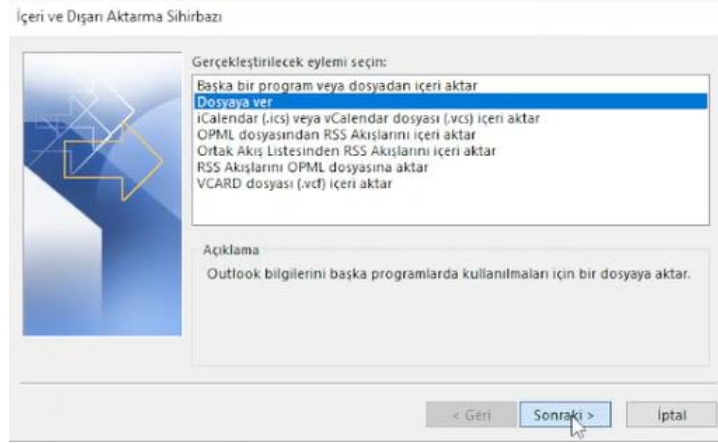 İçeri ve Dışarı Aktarma Sihirbazı
Gerçekleştirilecek eylemi seçin:
Başka bir program veya dosyadan içeri aktar
Dosyaya ver
iCalendar (.ics) veya vCalendar dosyası (.vcs) içeri aktar
OPML dosyasından RSS Akışlarını içeri aktar
Ortak Akış Listesinden RSS Akışlarını içeri aktar
RSS Akışlarını OPML dosyasına aktar
VCARD dosyası (.vcf) içeri aktar
Açıklama
Outlook bilgilerini başka programlarda kullanılmaları için bir dosyaya aktar.
< Geri
Sonraki >
İptal